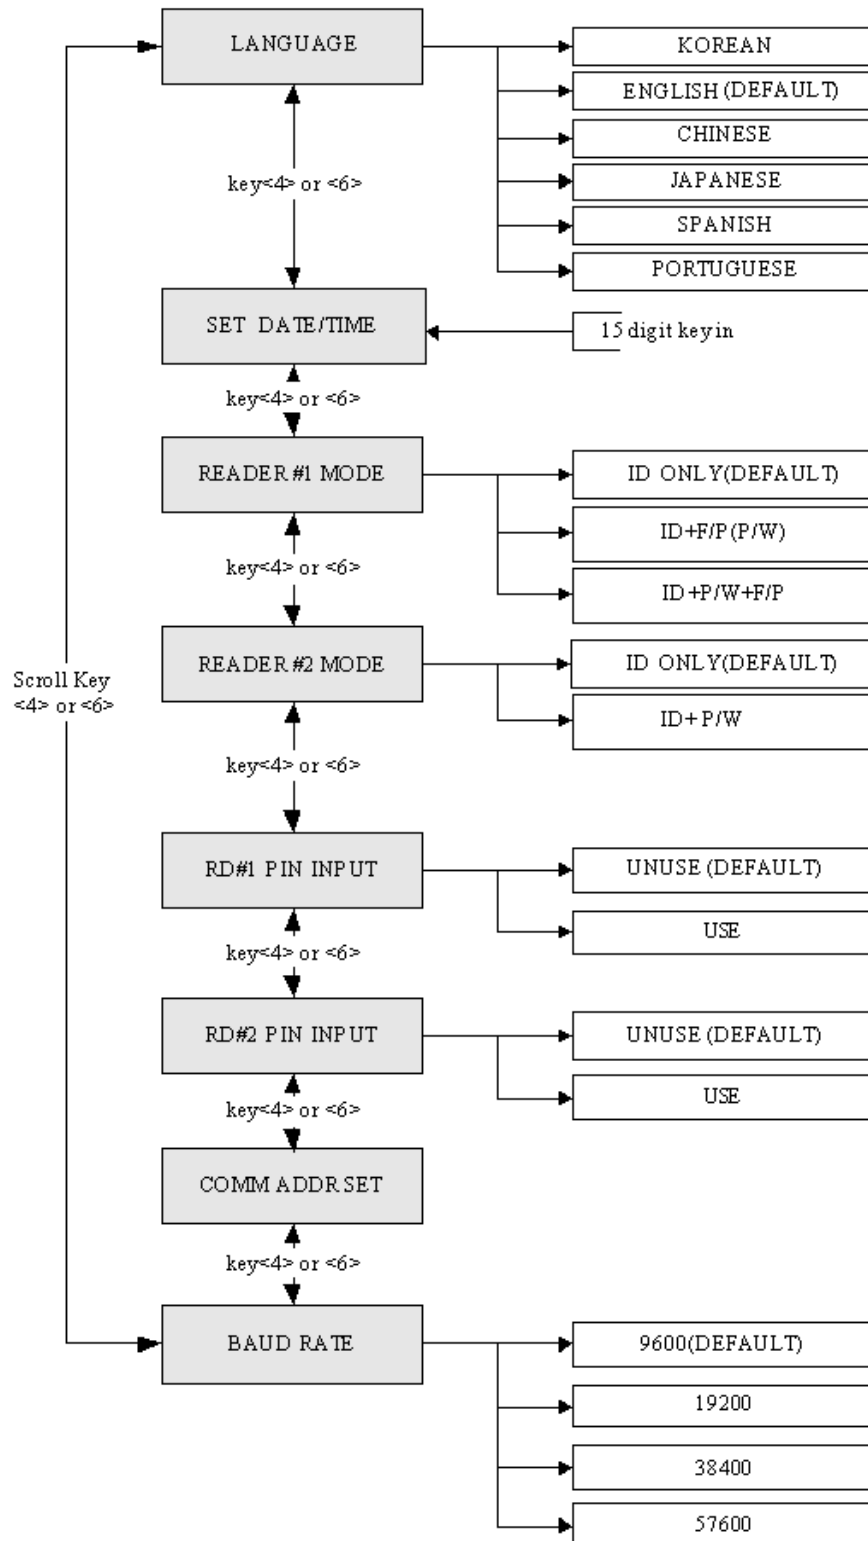 LANGUAGE
KOREAN
ENGLISH (DEFAULT)
CHINESE
JAPANESE
SPANISH
PORTUGUESE
key<4> or <6>
SET DATE/TIME
15 digit key in
key<4> or <6>
READER #1 MODE
ID ONLY(DEFAULT)
ID+F/P (P/W)
ID+P/W+F/P
key<4> or <6>
READER #2 MODE
ID ONLY(DEFAULT)
ID+P/W
Scroll Key
<4> or <6>
key<4> or <6>
RD#1 PIN INPUT
UNUSE (DEFAULT)
USE
key<4> or <6>
RD#2 PIN INPUT
UNUSE (DEFAULT)
USE
key<4> or <6>
COMM ADDR SET
key<4> or <6>
BAUD RATE
9600(DEFAULT)
19200
38400
57600